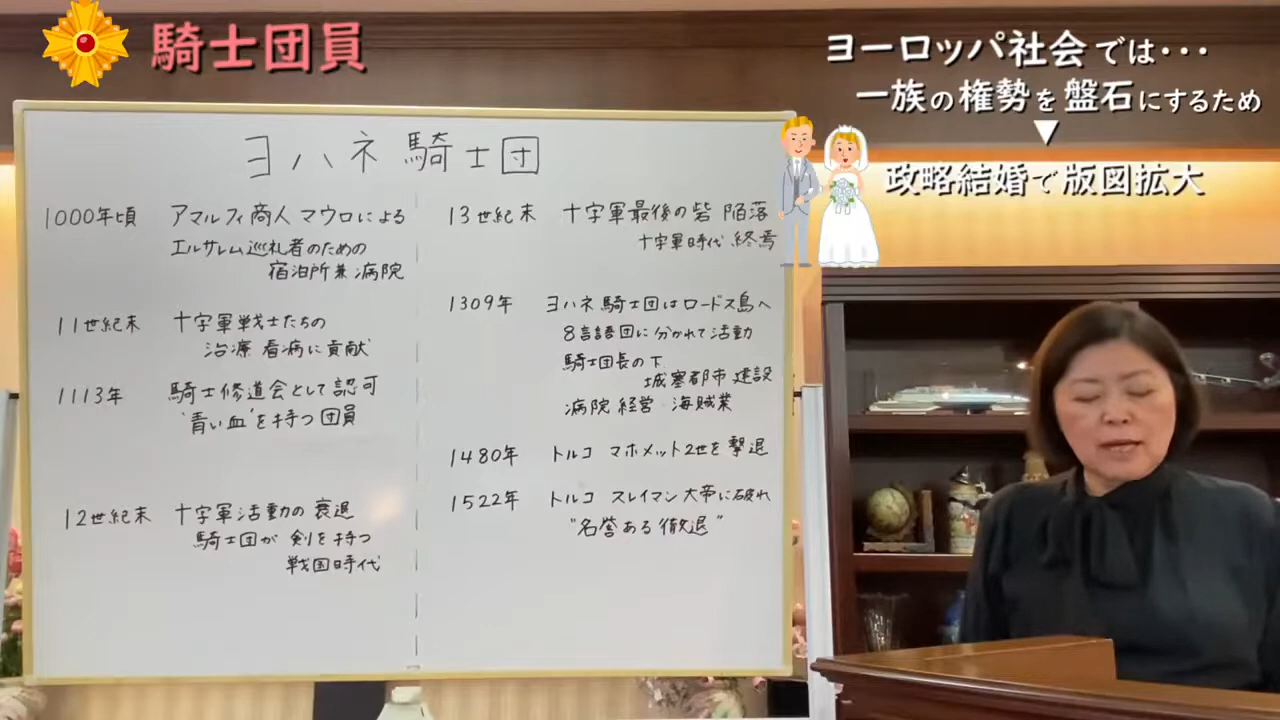 騎士団員
ヨーロッパ社会では･･･
一族の権勢を盤石にするため
▼
政略結婚で版図拡大
ヨハネ騎士団
1000年頃 アマルフィ商人 マウロによる
エルサレム巡礼者のための
宿泊所兼病院
11世紀末 十字軍戦士たちの
治療 看病に貢献
1113年 騎士修道会として認可
"青い血"を持つ団員
12世紀末 十字軍活動の衰退
騎士団が 剣を持つ
戦国時代
13世紀末 十字軍最後の砦 陥落
十字軍時代 終焉
1309年 ヨハネ騎士団はロードス島へ
8言語団に分かれて活動
騎士団長の下
城塞都市 建設
病院 経営・海賊業
1480年 トルコ マホメット2世を撃退
1522年 トルコ スレイマン大帝に破れ
"名誉ある徹退"